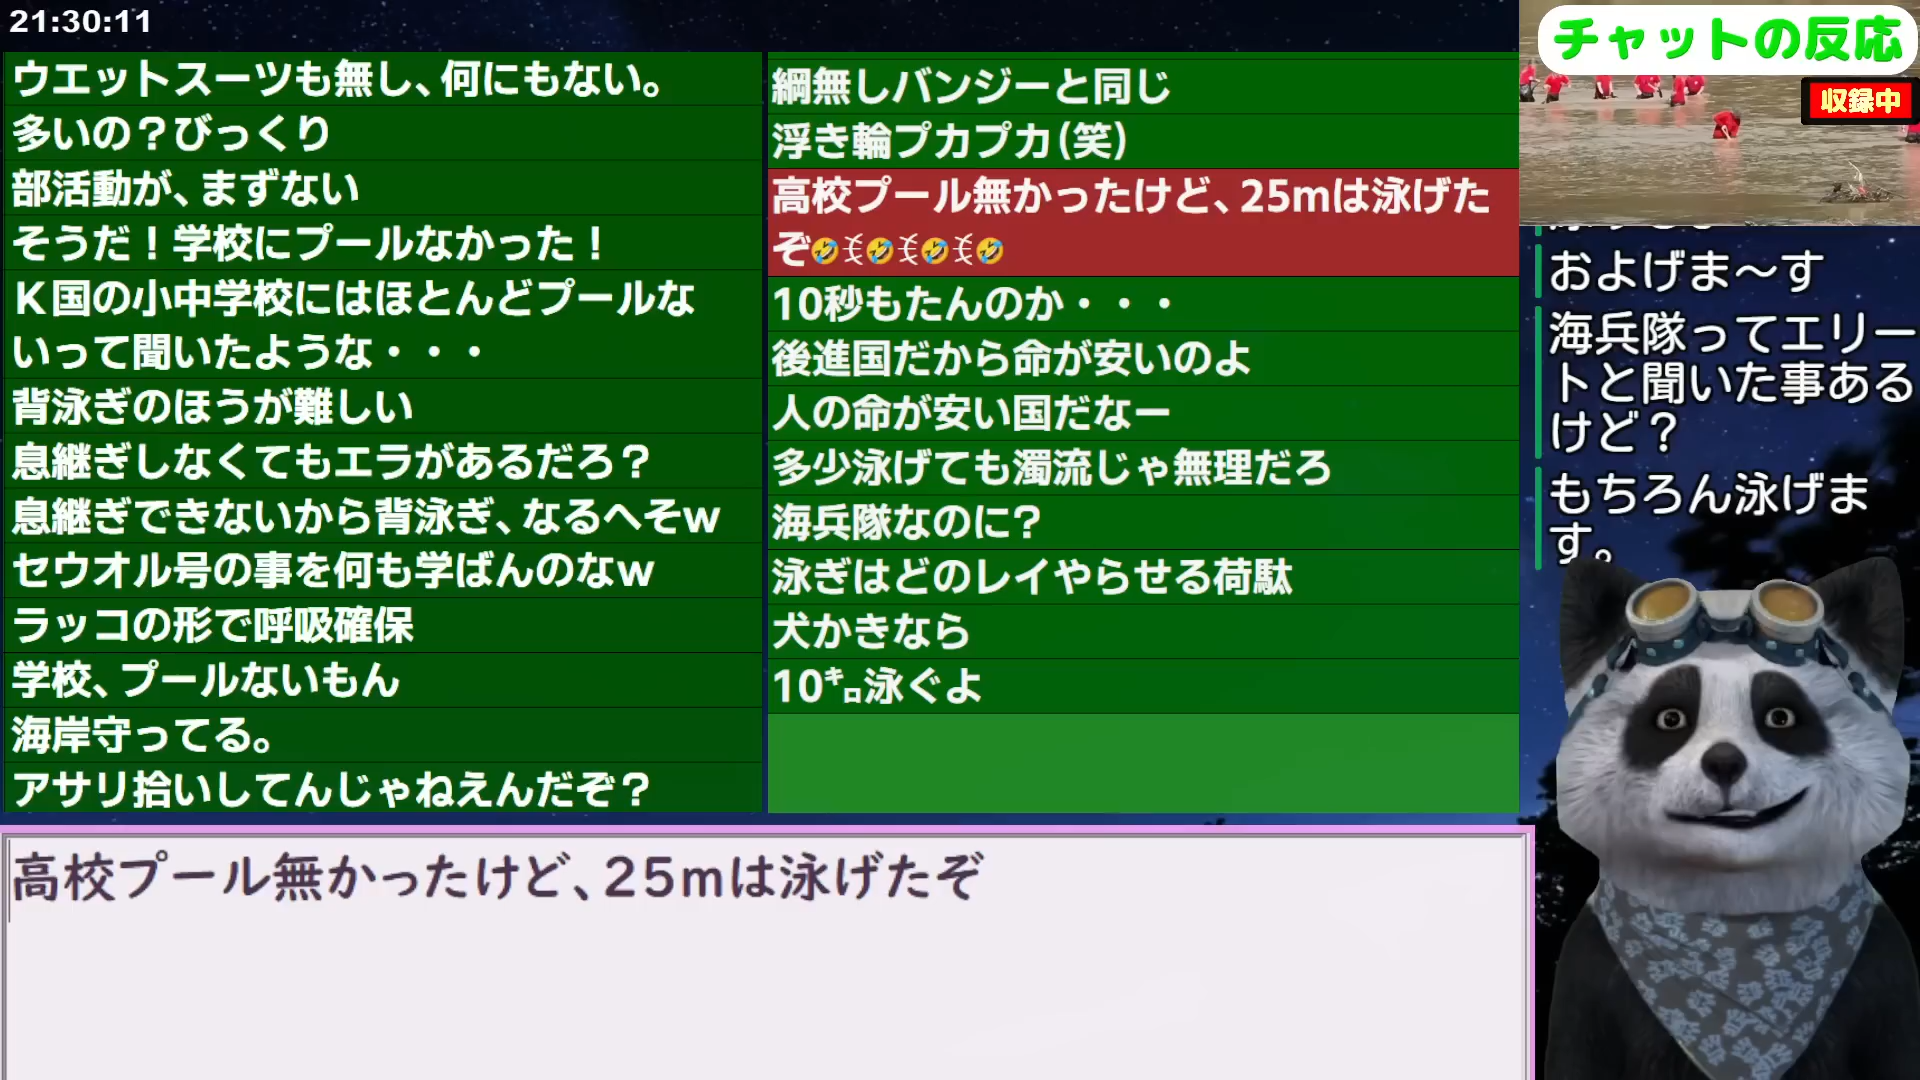 21:30:11
ウエットスーツも無し、何にもない。
多いの？びっくり
部活動が、まずない
そうだ！学校にプールなかった！
Ｋ国の小中学校にはほとんどプールな
いって聞いたような・・・
背泳ぎのほうが難しい
息継ぎしなくてもエラがあるだろ？
息継ぎできないから背泳ぎ、なるへそw
セウオル号の事を何も学ばんのなw
ラッコの形で呼吸確保
学校、プールないもん
海岸守ってる。
アサリ拾いしてんじゃねえんだぞ？
綱無しバンジーと同じ
浮き輪プカプカ(笑)
高校プール無かったけど、25mは泳げた
ぞ🤣ミ🤣ミ🤣ミ🤣
10秒もたんのか・・・
後進国だから命が安いのよ
人の命が安い国だなー
多少泳げても濁流じゃ無理だろ
海兵隊なのに?
泳ぎはどのレイやらせる荷駄
犬かきなら
10㌔泳ぐよ
チャットの反応
収録中
およげま～す
海兵隊ってエリー
トと聞いた事ある
けど？
もちろん泳げま
す。
高校プール無かったけど、25mは泳げたぞ